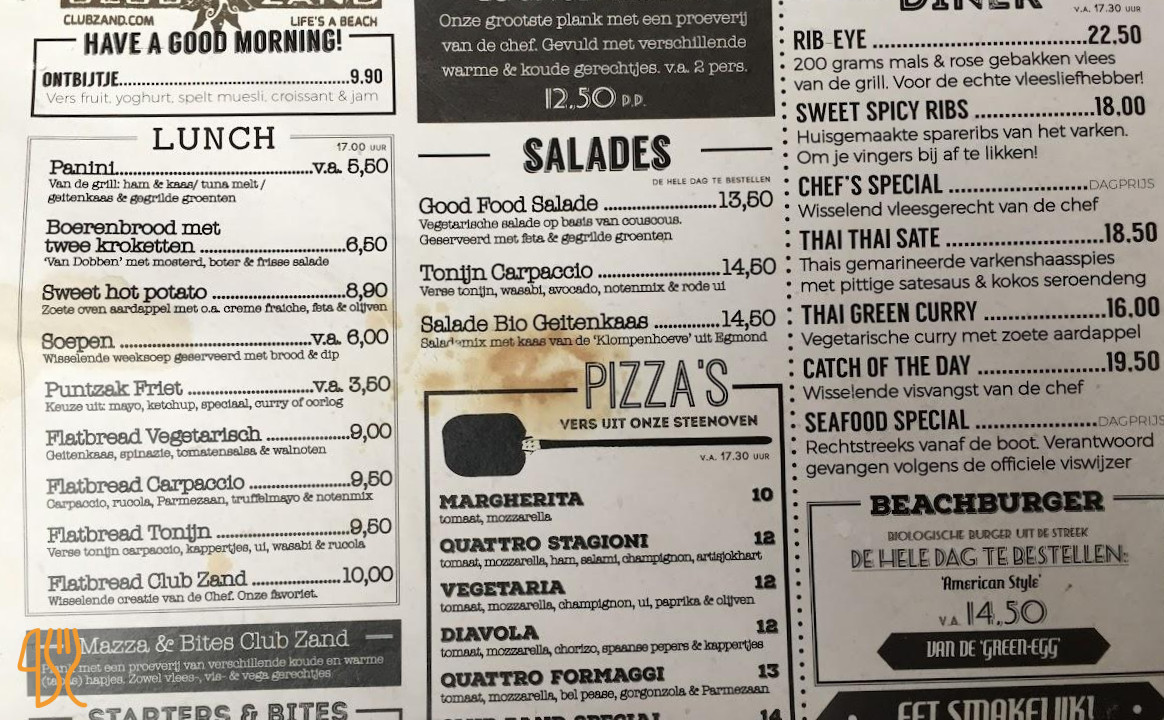 CLUB ZAND
CLUBZAND.COM
LIFE'S A BEACH
HAVE A GOOD MORNING!
ONTBIJTJE..........9.90
Vers fruit, yoghurt, spelt muesli, croissant & jam
LUNCH
17.00 UUR
Panini..........v.a. 5,50
Van de grill: ham & kaas/ tuna melt /
geitenkaas & gegrilde groenten
Boerenbrood met
twee kroketten ..........6,50
'Van Dobben' met mosterd, boter & frisse salade
Sweet hot potato ..........8,90
Zoete oven aardappel met o.a. creme fraiche, feta & olijven
Soepen ..........v.a. 6,00
Wisselende weeksoep geserveerd met brood & dip
Puntzak Friet ..........v.a. 3,50
Keuze uit: mayo, ketchup, speciaal, curry of oorlog
Flatbread Vegetarisch ..........9,00
Geitenkaas, spinazie, tomatensalsa & walnoten
Flatbread Carpaccio ..........9,50
Carpaccio, rucola, Parmezaan, truffelmayo & notenmix
Flatbread Tonijn ..........9,50
Verse tonijn carpaccio, kappertjes, ui, wasabi & rucola
Flatbread Club Zand ..........10,00
Wisselende creatie van de Chef. Onze favoriet.
Mazza & Bites Club Zand
Plank met een proeverij van verschillende koude en warme
(tapas) hapjes. Zowel vlees-, vis- & vega gerechtjes
STARTERS & BITES
Onze grootste plank met een proeverij
van de chef. Gevuld met verschillende
warme & koude gerechtjes. v.a. 2 pers.
12,50 P.P.
SALADES
DE HELE DAG TE BESTELLEN
Good Food Salade ..........13,50
Vegetarische salade op basis van couscous.
Geserveerd met feta & gegrilde groenten
Tonijn Carpaccio ..........14,50
Verse tonijn, wasabi, avocado, notenmix & rode ui
Salade Bio Geitenkaas ..........14,50
Salademix met kaas van de 'Klompenhoeve' uit Egmond
PIZZA'S
VERS UIT ONZE STEENOVEN
V.A. 17.30 UUR
MARGHERITA 10
tomaat, mozzarella
QUATTRO STAGIONI 12
tomaat, mozzarella, ham, salami, champignon, artisjokhart
VEGETARIA 12
tomaat, mozzarella, champignon, ui, paprika & olijven
DIAVOLA 12
tomaat, mozzarella, chorizo, spaanse pepers & kappertjes
QUATTRO FORMAGGI 13
tomaat, mozzarella, bel pease, gorgonzola & Parmezaan
CLUB ZAND SPECIAL 14
DINER
V.A. 17.30 UUR
RIB-EYE ..........22.50
200 grams mals & rose gebakken vlees
van de grill. Voor de echte vleesliefhebber!
SWEET SPICY RIBS ..........18.00
Huisgemaakte spareribs van het varken.
Om je vingers bij af te likken!
CHEF'S SPECIAL ..........DAGPRIJS
Wisselend vleesgerecht van de chef
THAI THAI SATE ..........18.50
Thais gemarineerde varkenshaasspies
met pittige satesaus & kokos seroendeng
THAI GREEN CURRY ..........16.00
Vegetarische curry met zoete aardappel
CATCH OF THE DAY ..........19.50
Wisselende visvangst van de chef
SEAFOOD SPECIAL ..........DAGPRIJS
Rechtstreeks vanaf de boot. Verantwoord
gevangen volgens de officiele viswijzer
BEACHBURGER
BIOLOGISCHE BURGER UIT DE STREEK
DE HELE DAG TE BESTELLEN:
'American Style'
V.A. 14,50
VAN DE 'GREEN-EGG'
EET SMAKELIJK!